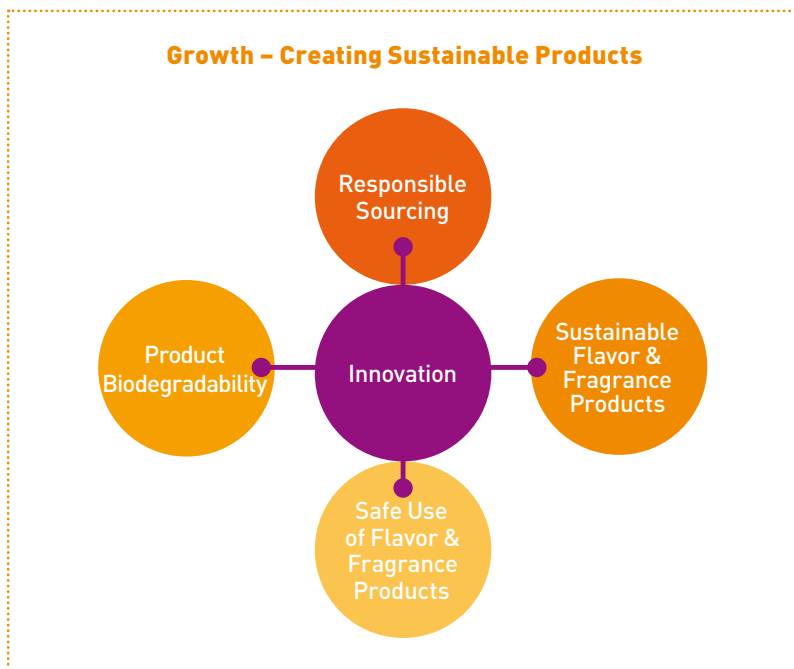 Growth – Creating Sustainable Products
Responsible
Sourcing
Product
Biodegradability
Innovation
Sustainable
Flavor &
Fragrance
Products
Safe Use
of Flavor &
Fragrance
Products